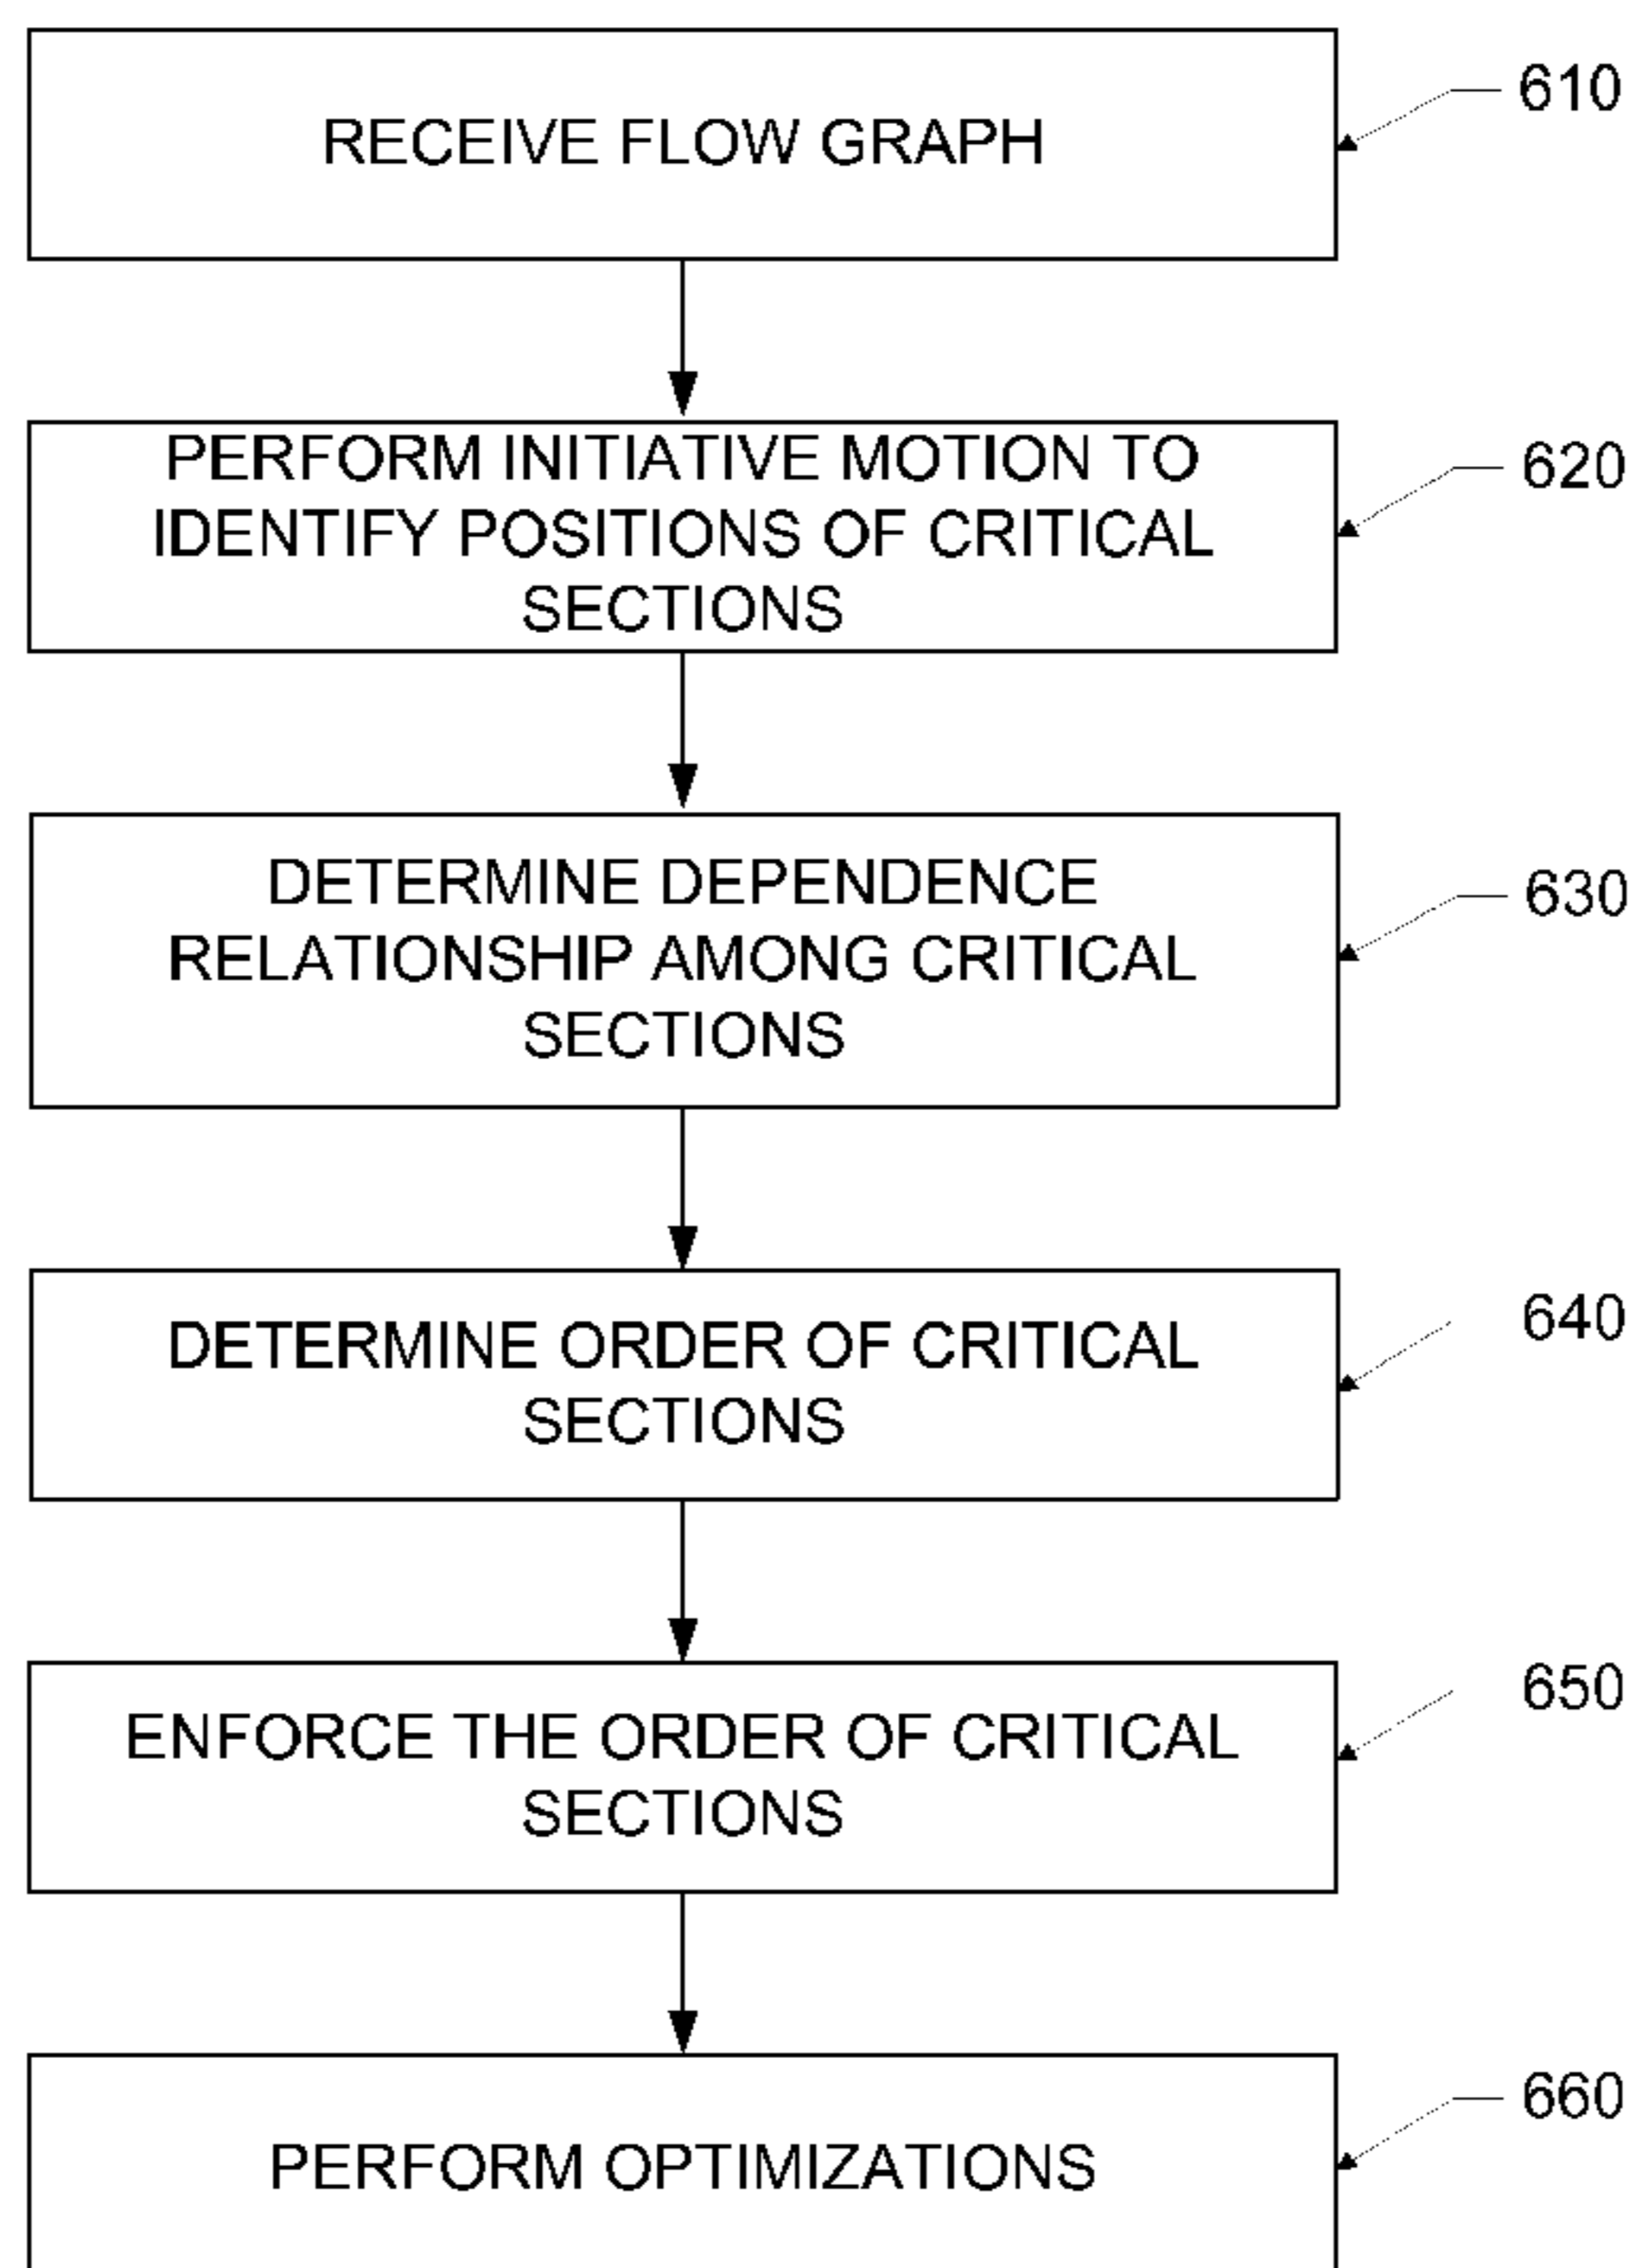 RECEIVE FLOW GRAPH
610
PERFORM INITIATIVE MOTION TO
IDENTIFY POSITIONS OF CRITICAL
SECTIONS
620
DETERMINE DEPENDENCE
RELATIONSHIP AMONG CRITICAL
SECTIONS
630
DETERMINE ORDER OF CRITICAL
SECTIONS
640
ENFORCE THE ORDER OF CRITICAL
SECTIONS
650
PERFORM OPTIMIZATIONS
660